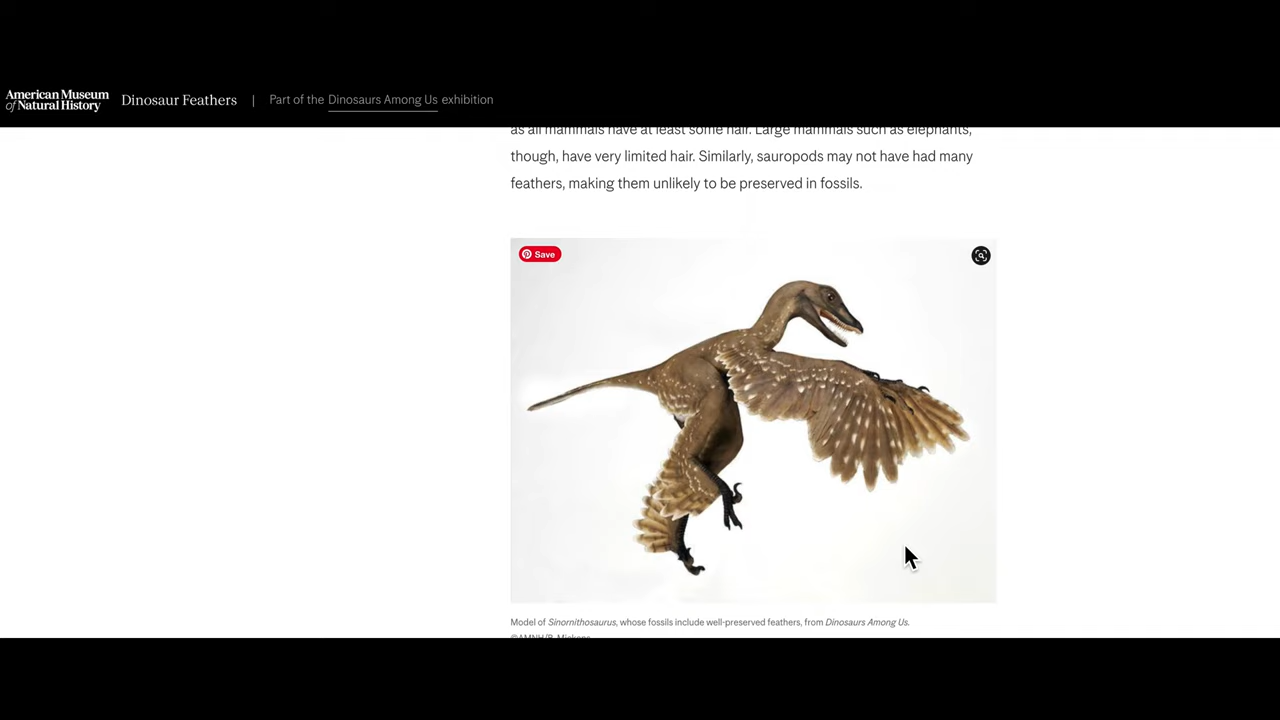 American Museum
of Natural History
Dinosaur Feathers | Part of the Dinosaurs Among Us exhibition
as all mammals have at least some hair. Large mammals such as elephants,
though, have very limited hair. Similarly, sauropods may not have had many
feathers, making them unlikely to be preserved in fossils.
Save
Model of Sinornithosaurus, whose fossils include well-preserved feathers, from Dinosaurs Among Us.
©AMNH/R. Mickens